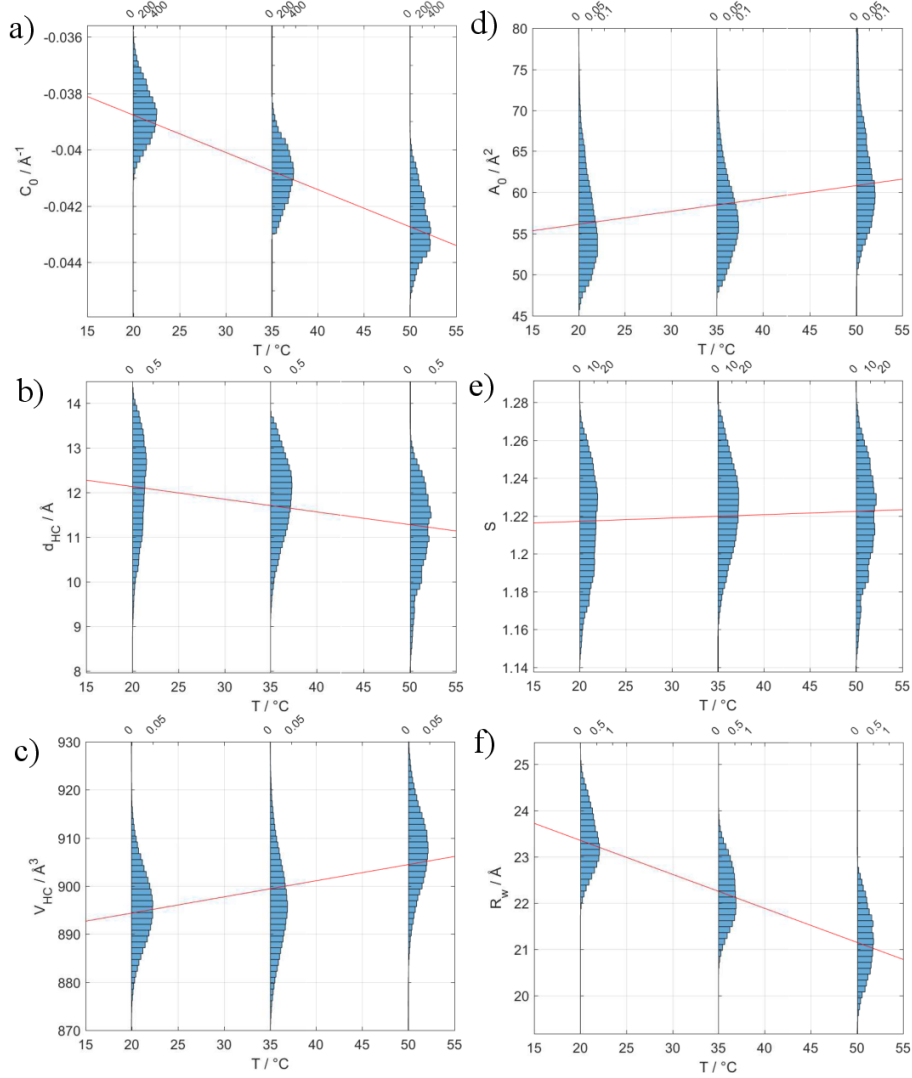 a)
0 200 400 0 200 400 0 200 400
-0.036
-0.038
-0.04
-0.042
-0.044
C0 / Å-1
15 20 25 30 35 40 45 50 55
T / °C
b)
0 0.5 0 0.5 0 0.5
14
13
12
11
10
9
8
dHC / Å
15 20 25 30 35 40 45 50 55
T / °C
c)
0 0.05 0 0.05 0 0.05
930
920
910
900
890
880
870
VHC / Å3
15 20 25 30 35 40 45 50 55
T / °C
d)
0 0.05 0.1 0 0.05 0.1 0 0.05 0.1
80
75
70
65
60
55
50
45
A0 / Å2
15 20 25 30 35 40 45 50 55
T / °C
e)
0 10 20 0 10 20 0 10 20
1.28
1.26
1.24
1.22
1.2
1.18
1.16
1.14
S
15 20 25 30 35 40 45 50 55
T / °C
f)
0 0.5 1 0 0.5 1 0 0.5 1
25
24
23
22
21
20
Rw / Å
15 20 25 30 35 40 45 50 55
T / °C